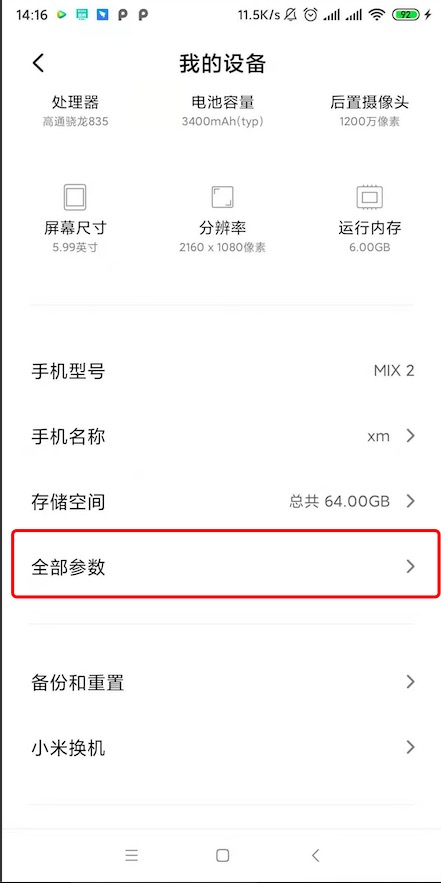 14:16 11.5K/s 92
我的设备
处理器 电池容量 后置摄像头
高通骁龙835 3400mAh(typ) 1200万像素
屏幕尺寸 分辨率 运行内存
5.99英寸 2160 x 1080像素 6.00GB
手机型号 MIX 2
手机名称 xm
存储空间 总共 64.00GB
全部参数
备份和重置
小米换机